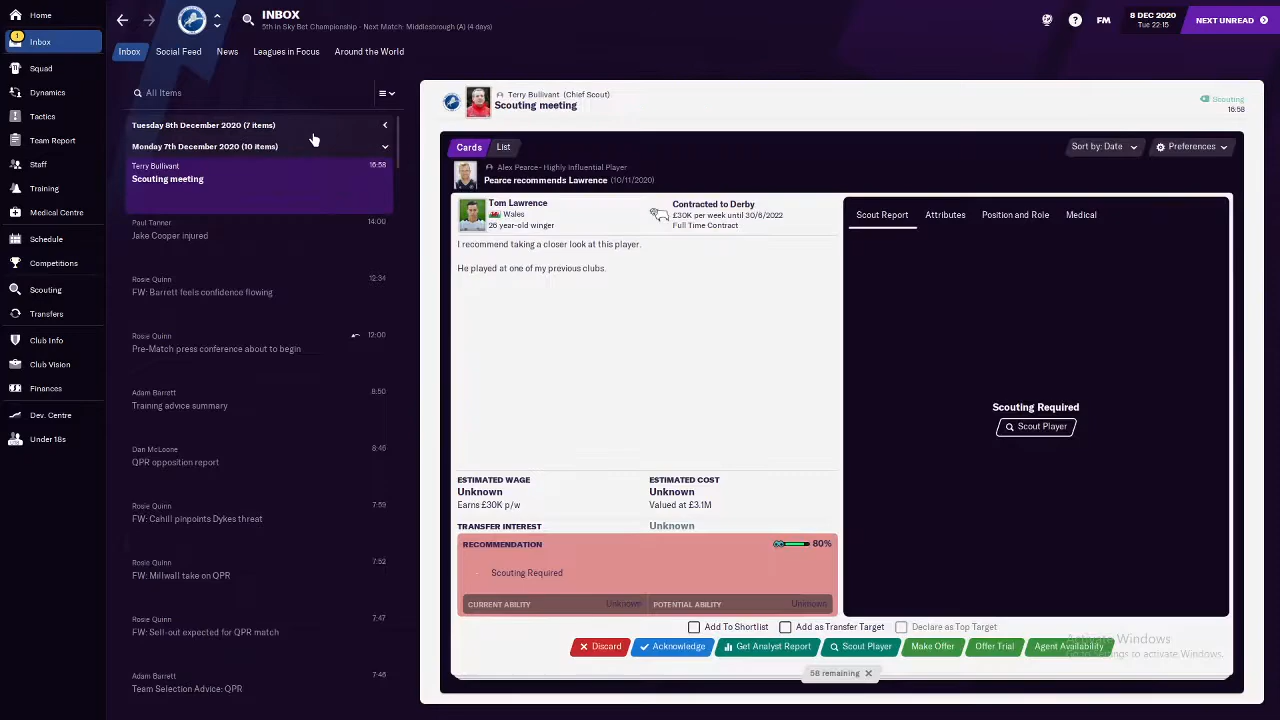 Home
INBOX
5th in Sky Bet Championship - Next Match: Middlesbrough (A) (4 days)
FM
8 DEC 2020
Tue 22:15
NEXT UNREAD
1
Inbox
Squad
Dynamics
Tactics
Team Report
Staff
Training
Medical Centre
Schedule
Competitions
Scouting
Transfers
Club Info
Club Vision
Finances
Dev. Centre
Under 18s
Inbox
Social Feed
News
Leagues in Focus
Around the World
All Items
Tuesday 8th December 2020 (7 items)
Monday 7th December 2020 (10 items)
Terry Bullivant
16:58
Scouting meeting
Paul Tanner
14:00
Jake Cooper injured
Rosie Quinn
12:34
FW: Barrett feels confidence flowing
Rosie Quinn
12:00
Pre-Match press conference about to begin
Adam Barrett
8:50
Training advice summary
Dan McLoone
8:46
QPR opposition report
Rosie Quinn
7:59
FW: Cahill pinpoints Dykes threat
Rosie Quinn
7:52
FW: Millwall take on QPR
Rosie Quinn
7:47
FW: Sell-out expected for QPR match
Adam Barrett
7:46
Team Selection Advice: QPR
Terry Bullivant (Chief Scout)
Scouting meeting
Scouting
16:58
Cards
List
Sort by: Date
Preferences
Alex Pearce - Highly Influential Player
Pearce recommends Lawrence (10/11/2020)
Tom Lawrence
Wales
26 year-old winger
Contracted to Derby
£30K per week until 30/6/2022
Full Time Contract
I recommend taking a closer look at this player.
He played at one of my previous clubs.
Scout Report
Attributes
Position and Role
Medical
Scouting Required
Scout Player
ESTIMATED WAGE
Unknown
Earns £30K p/w
ESTIMATED COST
Unknown
Valued at £3.1M
TRANSFER INTEREST
Unknown
RECOMMENDATION
80%
- Scouting Required
CURRENT ABILITY
Unknown
POTENTIAL ABILITY
Unknown
Add To Shortlist
Add as Transfer Target
Declare as Top Target
Discard
Acknowledge
Get Analyst Report
Scout Player
Make Offer
Offer Trial
Agent Availability
58 remaining
Activate Windows
Go to Settings to activate Windows.